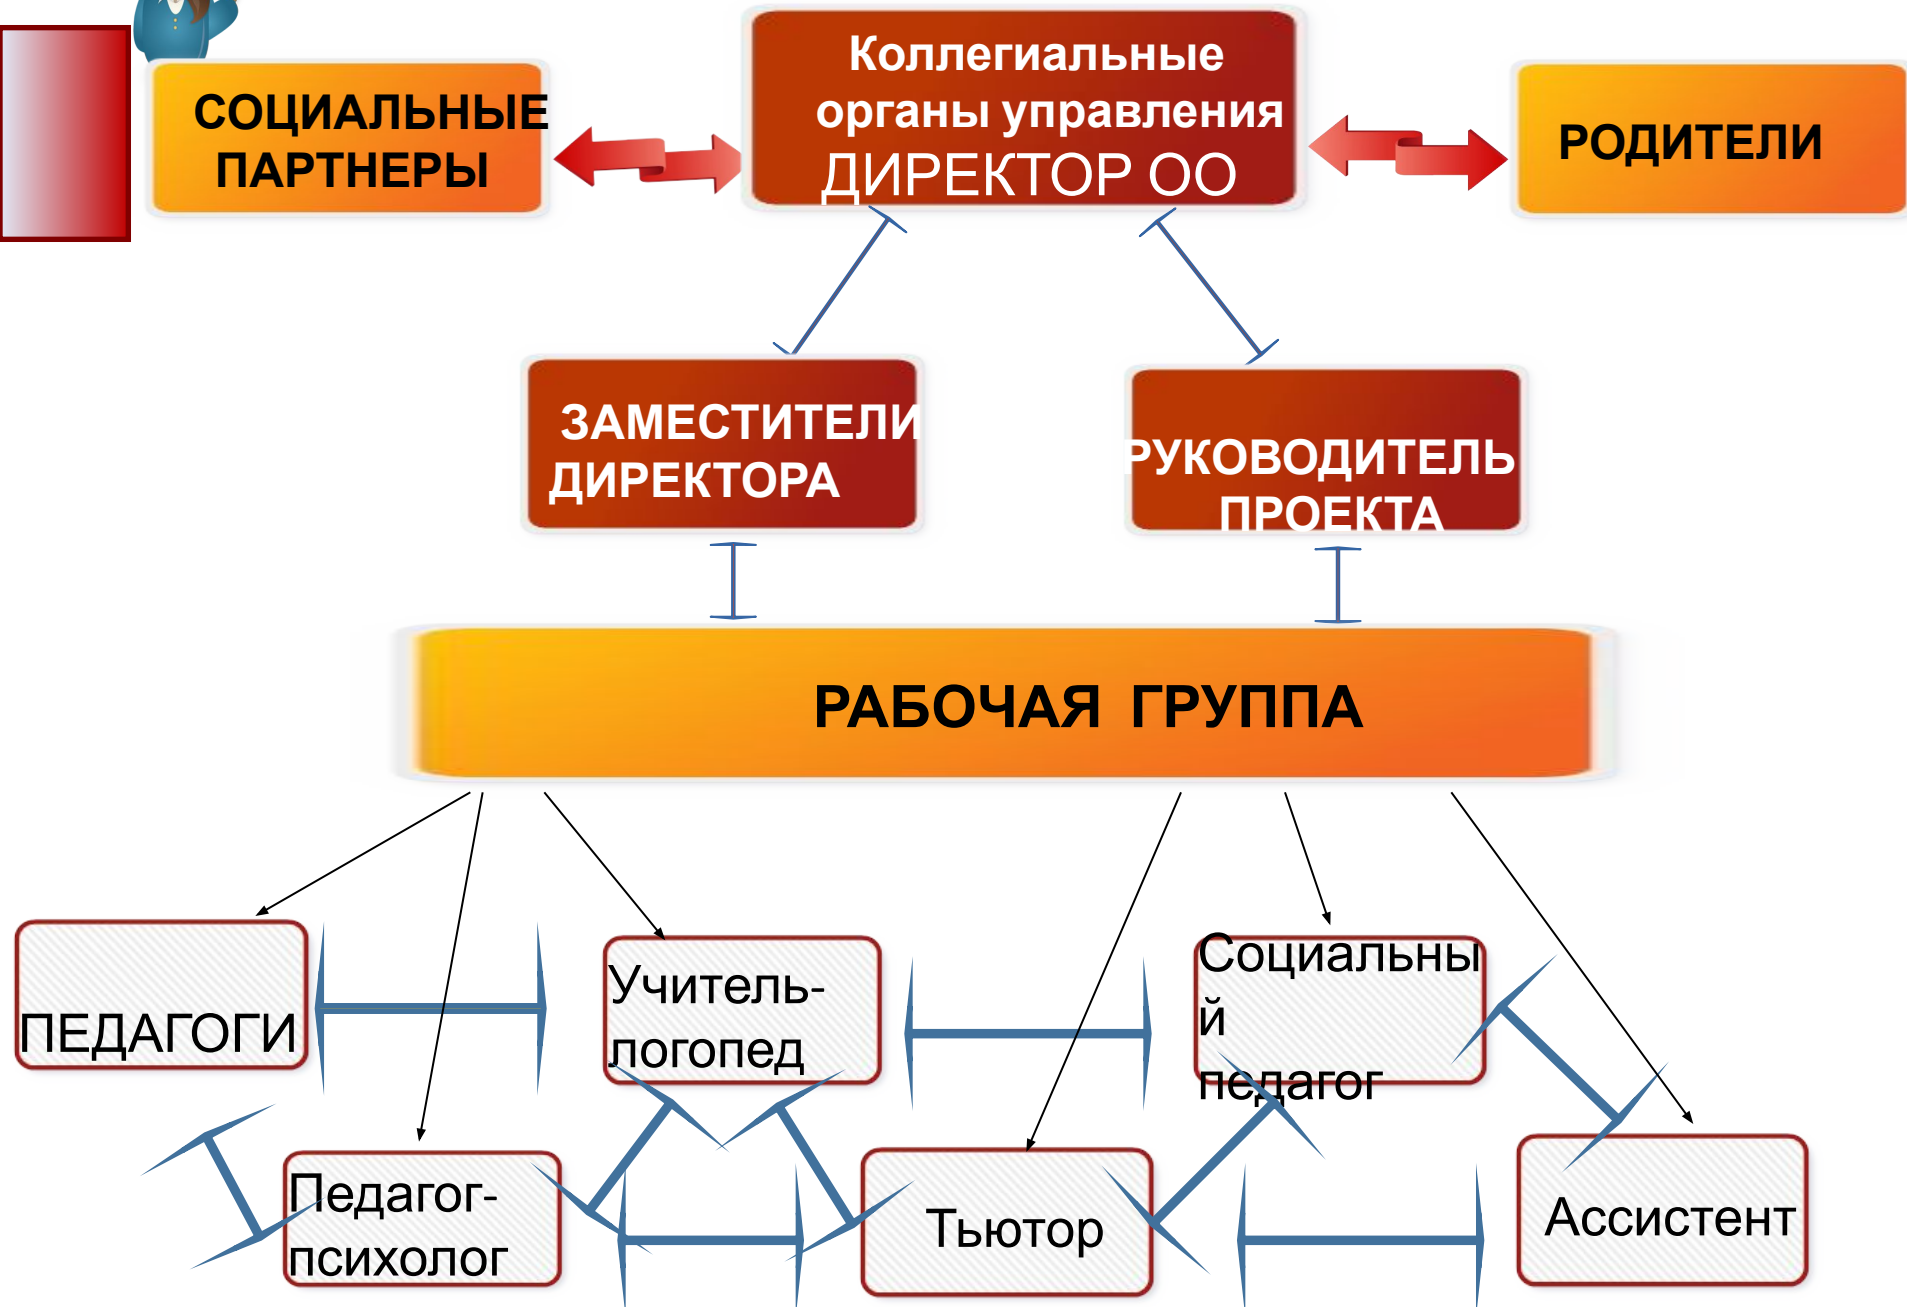 СОЦИАЛЬНЫЕ
ПАРТНЕРЫ
Коллегиальные
органы управления
ДИРЕКТОР ОО
РОДИТЕЛИ
ЗАМЕСТИТЕЛИ
ДИРЕКТОРА
РУКОВОДИТЕЛЬ
ПРОЕКТА
РАБОЧАЯ ГРУППА
ПЕДАГОГИ
Учитель-
логопед
Социальны
й
педагог
Педагог-
психолог
Тьютор
Ассистент